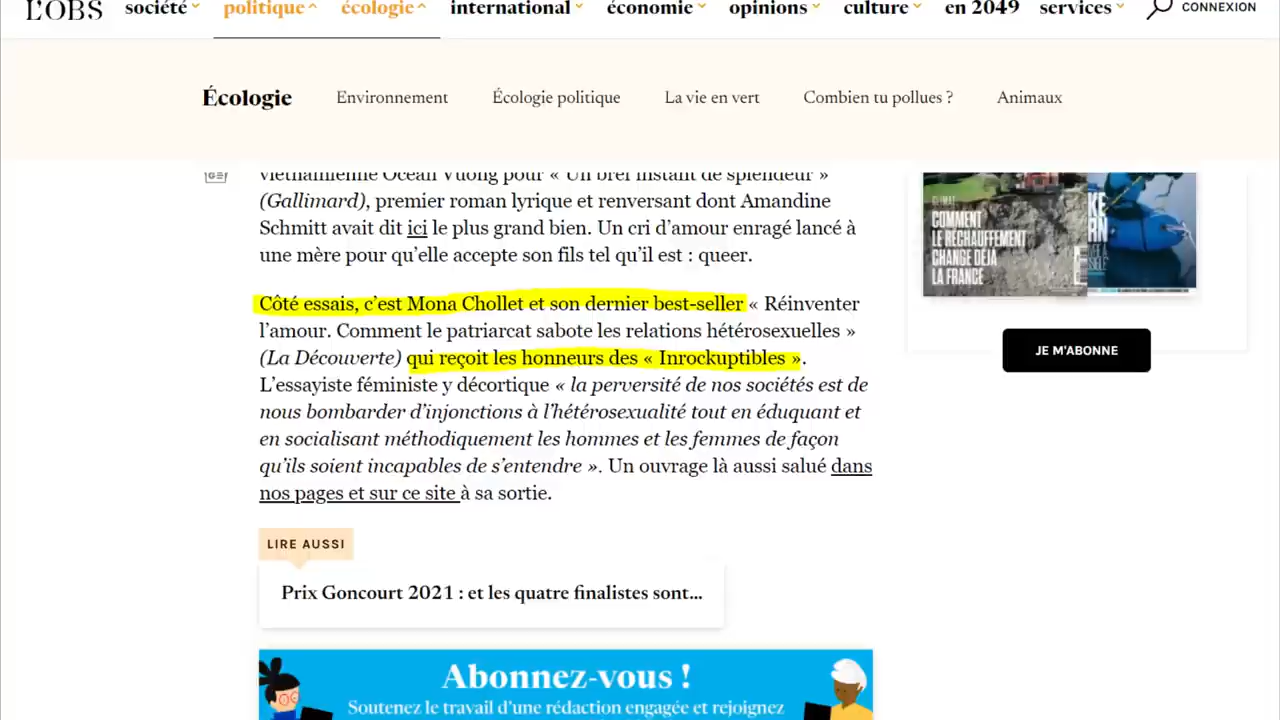 L'OBS société politique écologie international économie opinions culture en 2049 services CONNEXION
Écologie Environnement Écologie politique La vie en vert Combien tu pollues ? Animaux
vietnamienne Ocean Vuong pour « Un bref instant de splendeur »
(Gallimard), premier roman lyrique et renversant dont Amandine
Schmitt avait dit ici le plus grand bien. Un cri d'amour enragé lancé à
une mère pour qu'elle accepte son fils tel qu'il est : queer.
Côté essais, c'est Mona Chollet et son dernier best-seller « Réinventer
l'amour. Comment le patriarcat sabote les relations hétérosexuelles »
(La Découverte) qui reçoit les honneurs des « Inrockuptibles ».
L'essayiste féministe y décortique « la perversité de nos sociétés est de
nous bombarder d'injonctions à l'hétérosexualité tout en éduquant et
en socialisant méthodiquement les hommes et les femmes de façon
qu'ils soient incapables de s'entendre ». Un ouvrage là aussi salué dans
nos pages et sur ce site à sa sortie.
LIRE AUSSI
Prix Goncourt 2021 : et les quatre finalistes sont...
Abonnez-vous !
Soutenez le travail d'une rédaction engagée et rejoignez
CLIMAT
COMMENT
LE RÉCHAUFFEMENT
CHANGE DÉJÀ
LA FRANCE
JE M'ABONNE